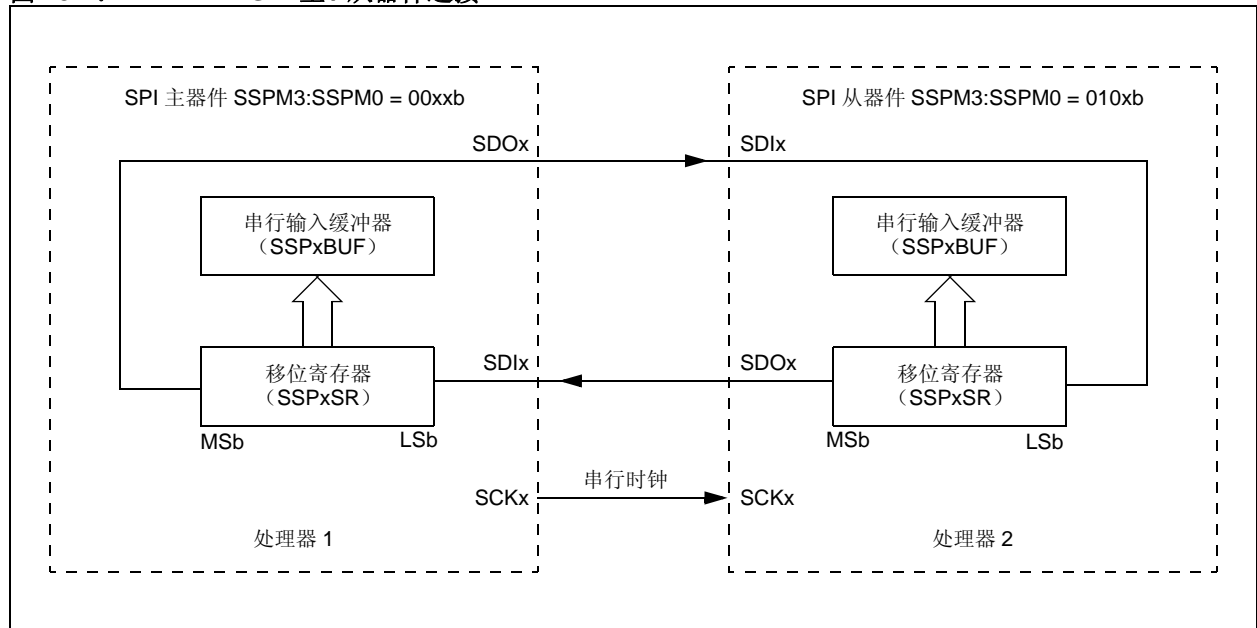 SPI 主器件 SSPM3:SSPM0 = 00xxb
SPI 从器件 SSPM3:SSPM0 = 010xb
SDOx
SDIx
串行输入缓冲器
（SSPxBUF）
串行输入缓冲器
（SSPxBUF）
移位寄存器
（SSPxSR）
SDIx
SDOx
移位寄存器
（SSPxSR）
MSb
LSb
MSb
LSb
串行时钟
SCKx
SCKx
处理器 1
处理器 2